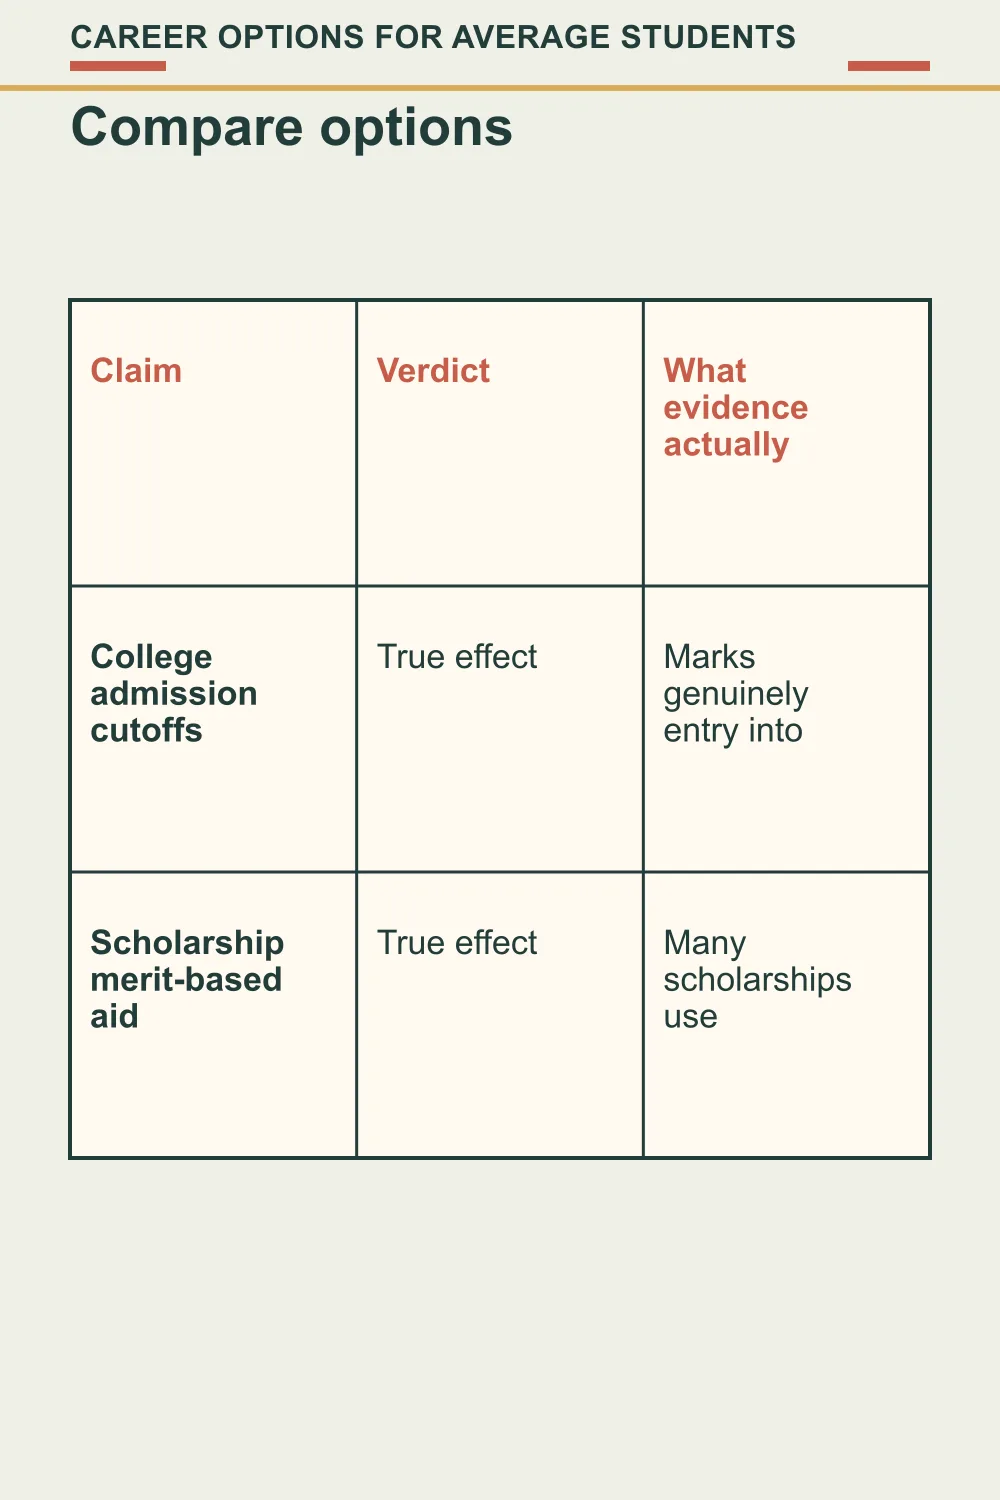 CAREER OPTIONS FOR AVERAGE STUDENTS
Compare options
Claim
Verdict
What
evidence
actually
College
admission
cutoffs
True effect
Marks
genuinely
entry into
Scholarship
merit-based
aid
True effect
Many
scholarships
use